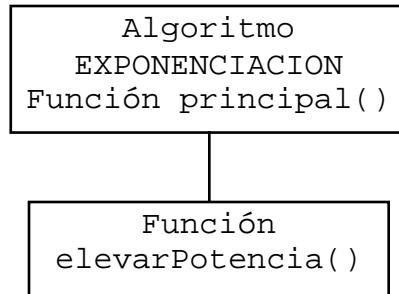 Algoritmo
EXPONENCIACION
Función principal()
Función
elevarPotencia()